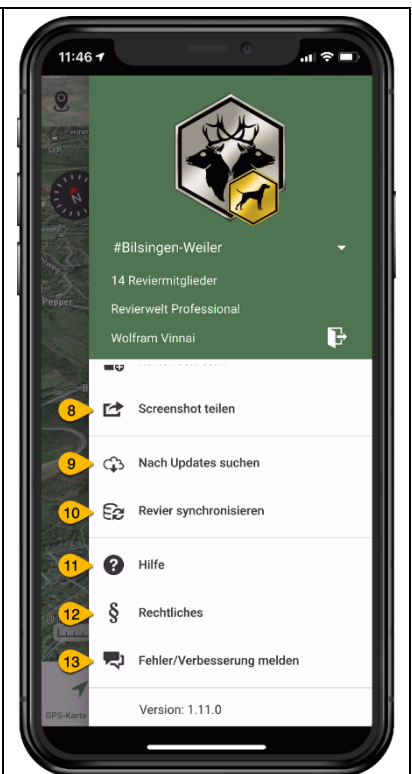 11:46
#Bilsingen-Weiler
14 Reviermitglieder
Revierwelt Professional
Wolfram Vinnai
Pepper
8 Screenshot teilen
9 Nach Updates suchen
10 Revier synchronisieren
11 Hilfe
12 § Rechtliches
13 Fehler/Verbesserung melden
GPS-Karte
Version: 1.11.0